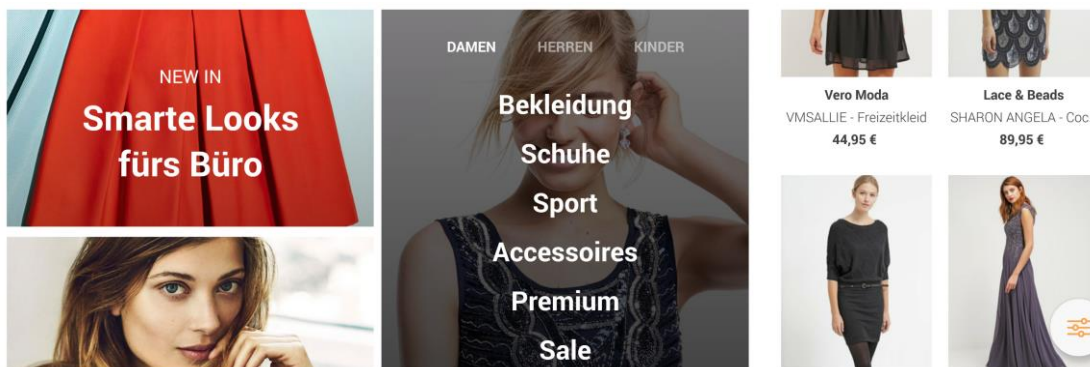 NEW IN
Smarte Looks
fürs Büro
DAMEN HERREN KINDER
Bekleidung
Schuhe
Sport
Accessoires
Premium
Sale
Vero Moda
VMSALLIE - Freizeitkleid
44,95 €
Lace & Beads
SHARON ANGELA - Coc
89,95 €